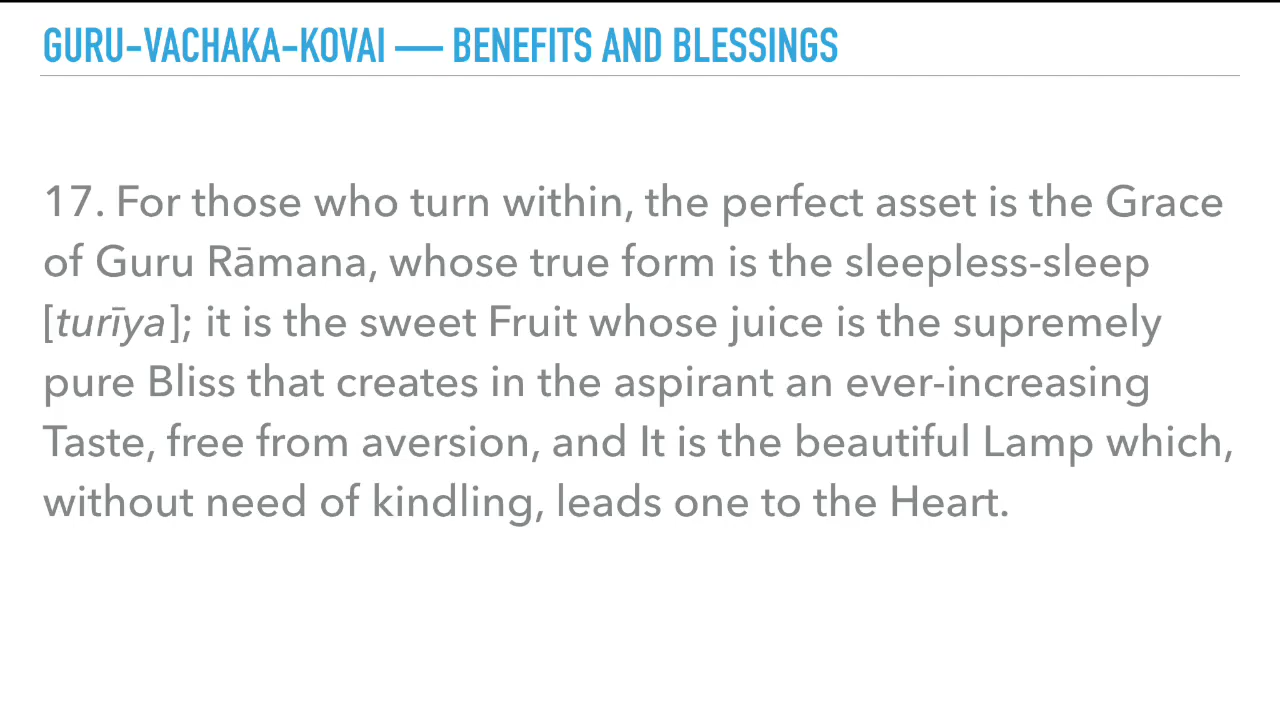 GURU-VACHAKA-KOVAI — BENEFITS AND BLESSINGS
17. For those who turn within, the perfect asset is the Grace
of Guru Rāmana, whose true form is the sleepless-sleep
[turīya]; it is the sweet Fruit whose juice is the supremely
pure Bliss that creates in the aspirant an ever-increasing
Taste, free from aversion, and It is the beautiful Lamp which,
without need of kindling, leads one to the Heart.